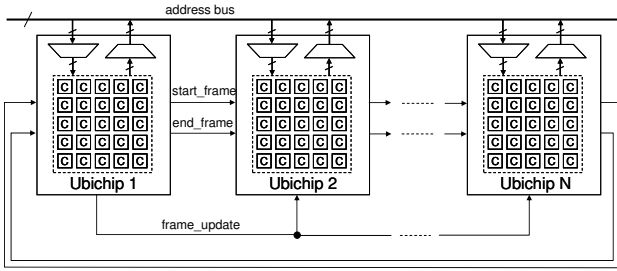 address bus
C C C C C C C C C C C C C C C
C C C C C start_frame C C C C C C C C C C
C C C C C end_frame C C C C C C C C C C
C C C C C C C C C C C C C C C
C C C C C C C C C C C C C C C
Ubichip 1 Ubichip 2 Ubichip N
frame_update